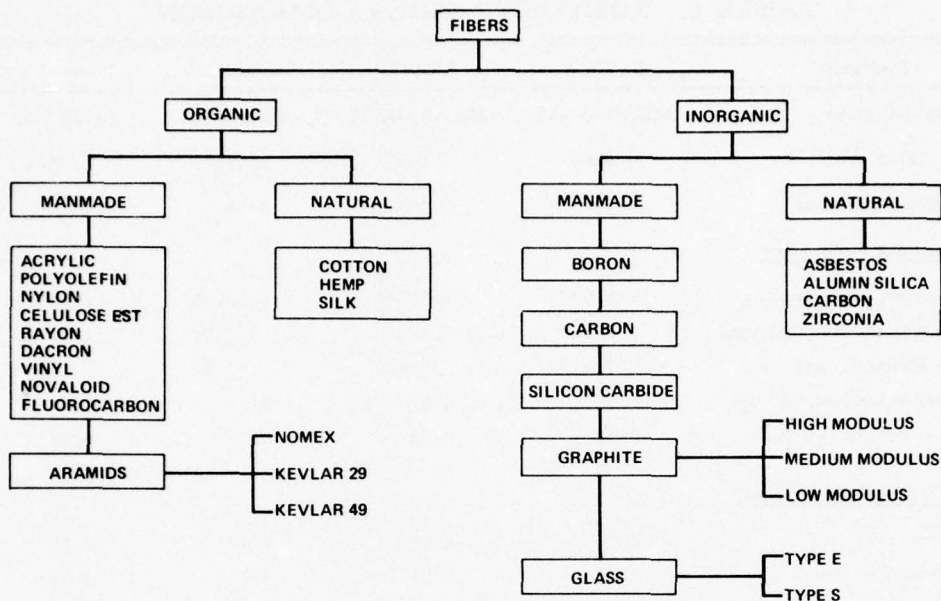 FIBERS
ORGANIC
INORGANIC
MANMADE
NATURAL
MANMADE
NATURAL
ACRYLIC
POLYOLEFIN
NYLON
CELULOSE EST
RAYON
DACRON
VINYL
NOVALOID
FLUOROCARBON
COTTON
HEMP
SILK
BORON
CARBON
SILICON CARBIDE
ASBESTOS
ALUMIN SILICA
CARBON
ZIRCONIA
ARAMIDS
NOMEX
KEVLAR 29
KEVLAR 49
GRAPHITE
HIGH MODULUS
MEDIUM MODULUS
LOW MODULUS
GLASS
TYPE E
TYPE S